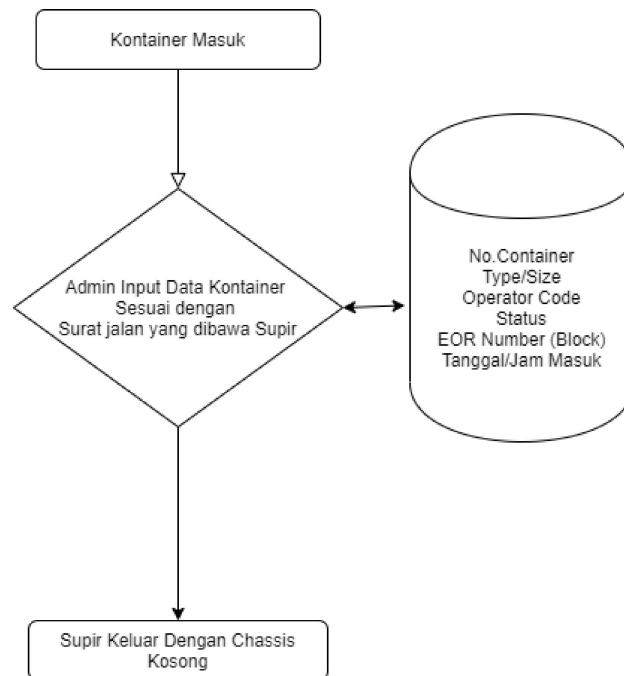 Kontainer Masuk
Admin Input Data Kontainer
Sesuai dengan
Surat jalan yang dibawa Supir
No.Container
Type/Size
Operator Code
Status
EOR Number (Block)
Tanggal/Jam Masuk
Supir Keluar Dengan Chassis
Kosong